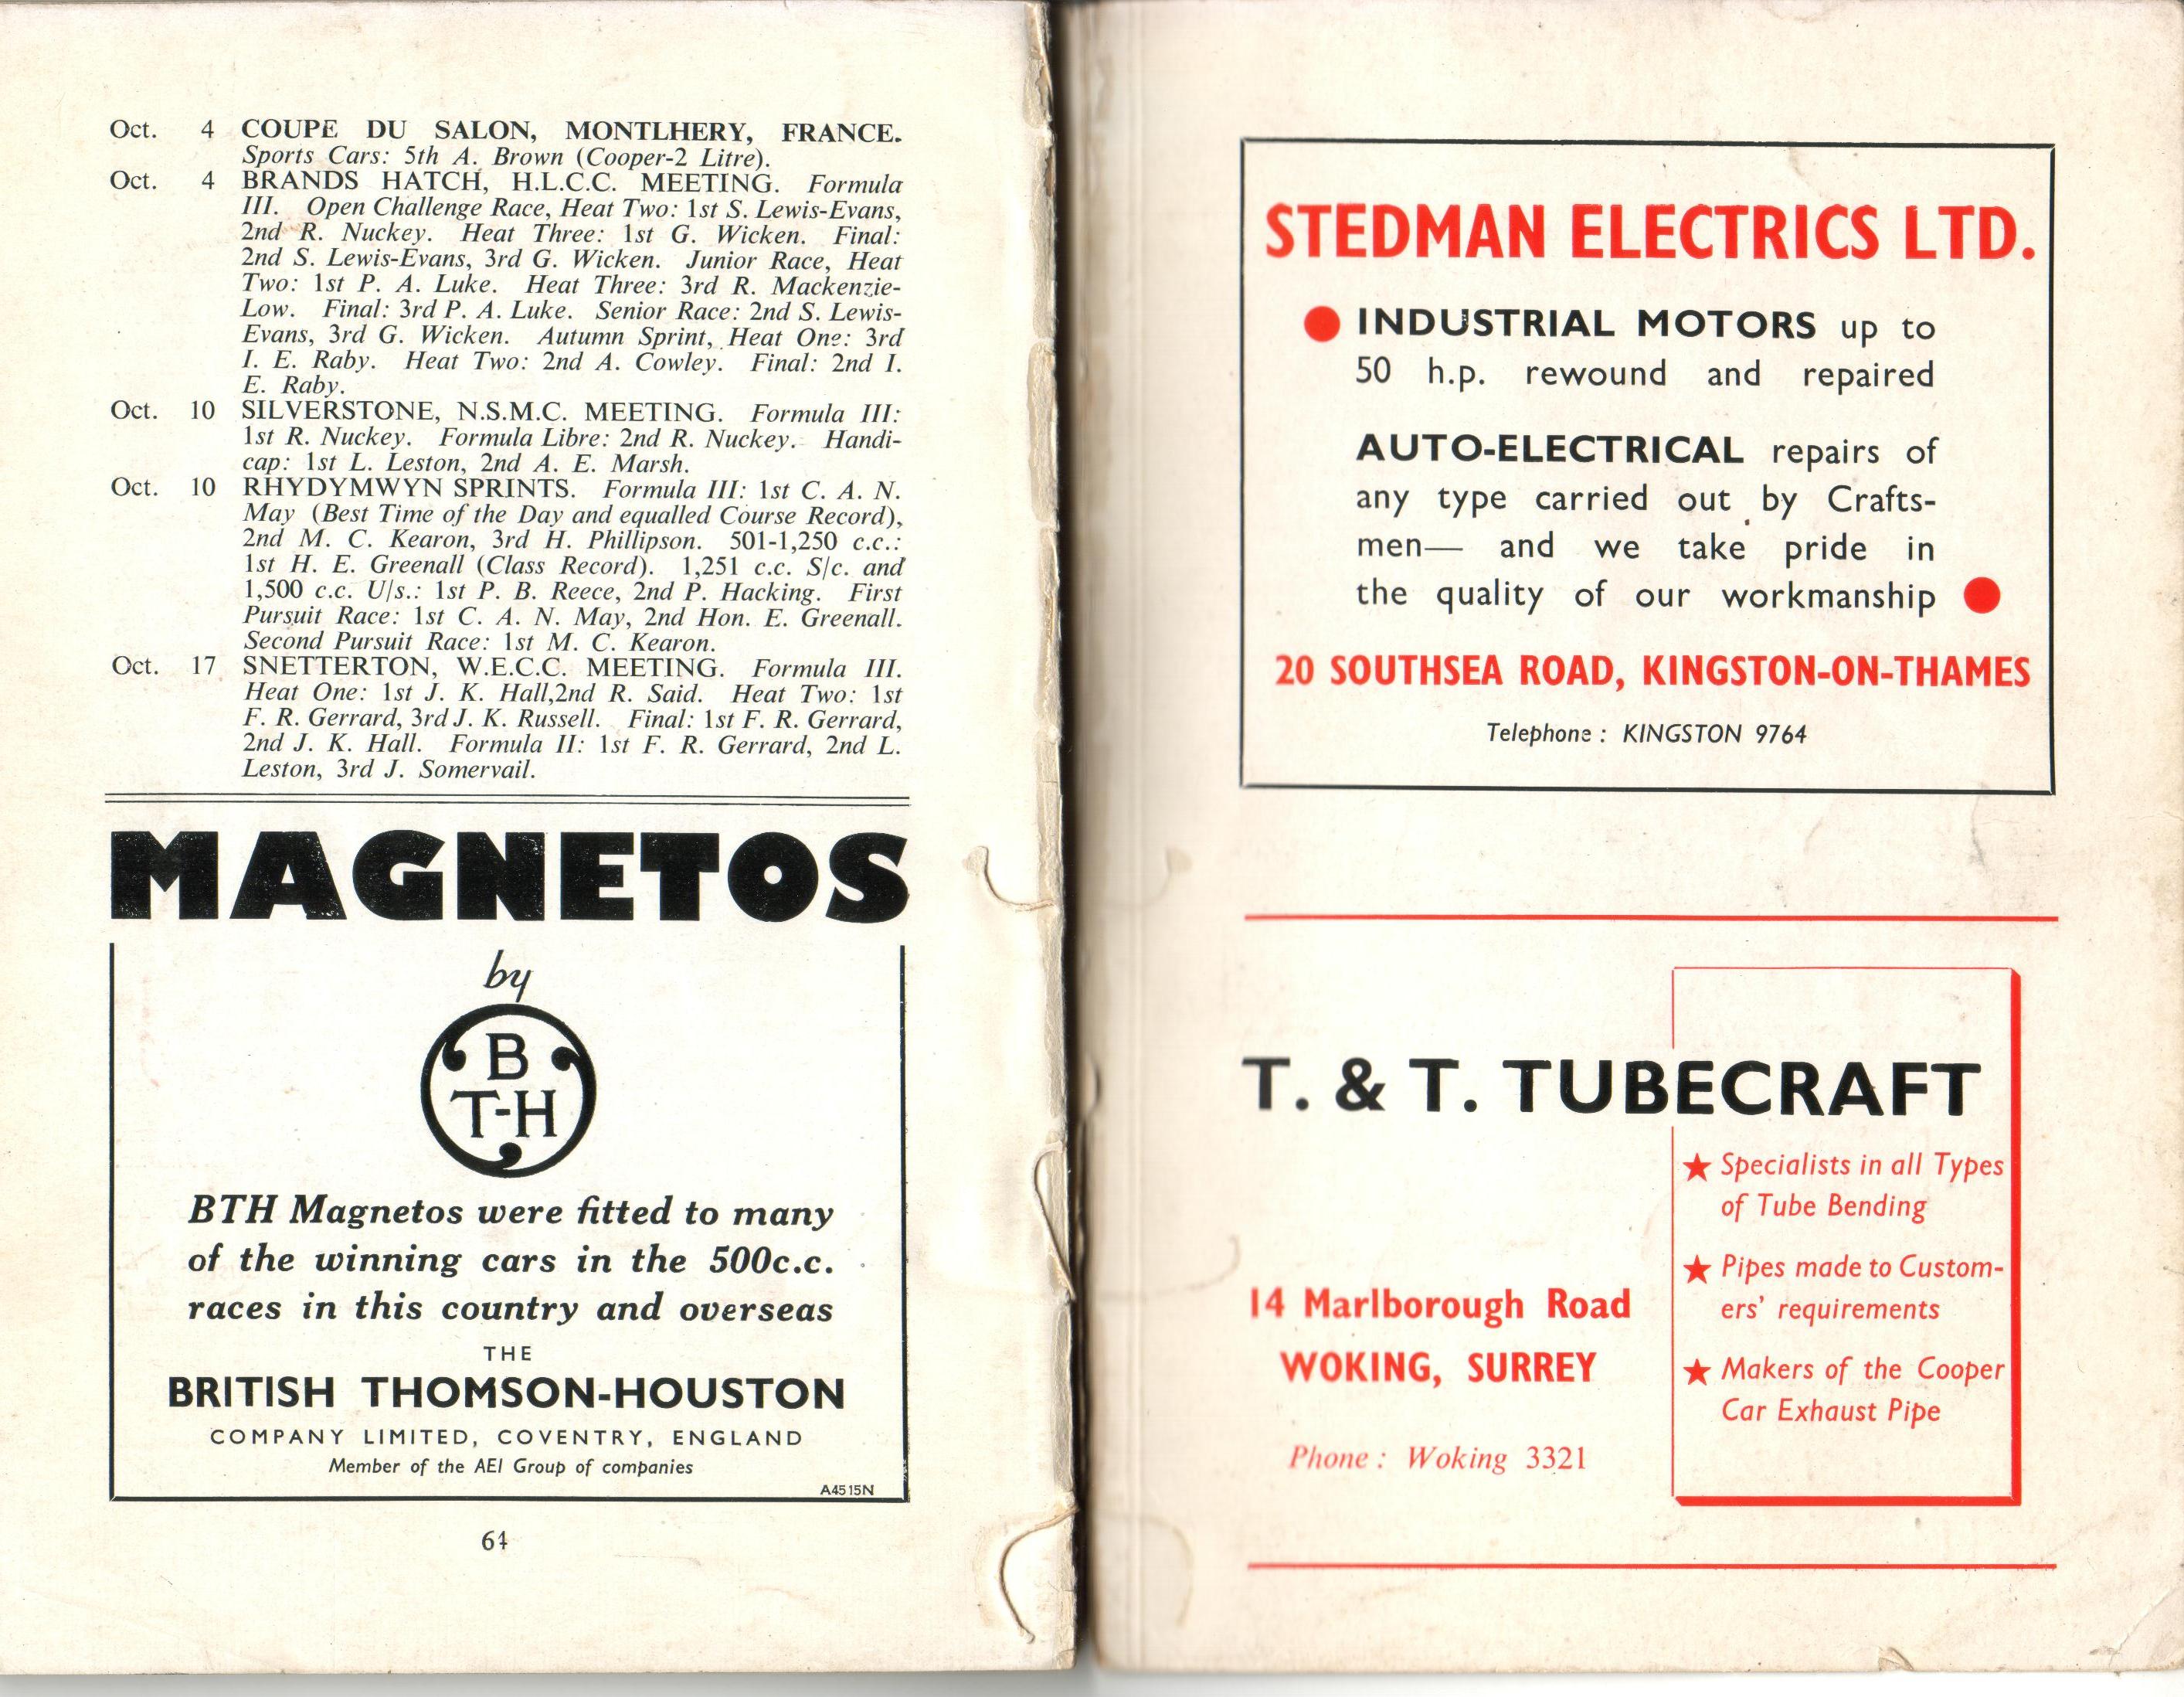 Oct. 4 COUPE DU SALON, MONTLHERY, FRANCE.
Sports Cars: 5th A. Brown (Cooper-2 Litre).
Oct. 4 BRANDS HATCH, H.L.C.C. MEETING. Formula
III. Open Challenge Race, Heat Two: 1st S. Lewis-Evans,
2nd R. Nuckey. Heat Three: 1st G. Wicken. Final:
2nd S. Lewis-Evans, 3rd G. Wicken. Junior Race, Heat
Two: 1st P. A. Luke. Heat Three: 3rd R. Mackenzie-
Low. Final: 3rd P. A. Luke. Senior Race: 2nd S. Lewis-
Evans, 3rd G. Wicken. Autumn Sprint, Heat One: 3rd
I. E. Raby. Heat Two: 2nd A. Cowley. Final: 2nd I.
E. Raby.
Oct. 10 SILVERSTONE, N.S.M.C. MEETING. Formula III:
1st R. Nuckey. Formula Libre: 2nd R. Nuckey. Handi-
cap: 1st L. Leston, 2nd A. E. Marsh.
Oct. 10 RHYDYMWYN SPRINTS. Formula III: 1st C. A. N.
May (Best Time of the Day and equalled Course Record),
2nd M. C. Kearon, 3rd H. Phillipson. 501-1,250 c.c.:
1st H. E. Greenall (Class Record). 1,251 c.c. S/c. and
1,500 c.c. U/s.: 1st P. B. Reece, 2nd P. Hacking. First
Pursuit Race: 1st C. A. N. May, 2nd Hon. E. Greenall.
Second Pursuit Race: 1st M. C. Kearon.
Oct. 17 SNETTERTON, W.E.C.C. MEETING. Formula III.
Heat One: 1st J. K. Hall,2nd R. Said. Heat Two: 1st
F. R. Gerrard, 3rd J. K. Russell. Final: 1st F. R. Gerrard,
2nd J. K. Hall. Formula II: 1st F. R. Gerrard, 2nd L.
Leston, 3rd J. Somervail.
MAGNETOS
by
B
T-H
BTH Magnetos were fitted to many
of the winning cars in the 500c.c.
races in this country and overseas
THE
BRITISH THOMSON-HOUSTON
COMPANY LIMITED, COVENTRY, ENGLAND
Member of the AEI Group of companies
A4515N
64
STEDMAN ELECTRICS LTD.
INDUSTRIAL MOTORS up to
50 h.p. rewound and repaired
AUTO-ELECTRICAL repairs of
any type carried out by Crafts-
men— and we take pride in
the quality of our workmanship
20 SOUTHSEA ROAD, KINGSTON-ON-THAMES
Telephone : KINGSTON 9764
T. & T. TUBECRAFT
★ Specialists in all Types
of Tube Bending
★ Pipes made to Custom-
ers' requirements
★ Makers of the Cooper
Car Exhaust Pipe
14 Marlborough Road
WOKING, SURREY
Phone : Woking 3321